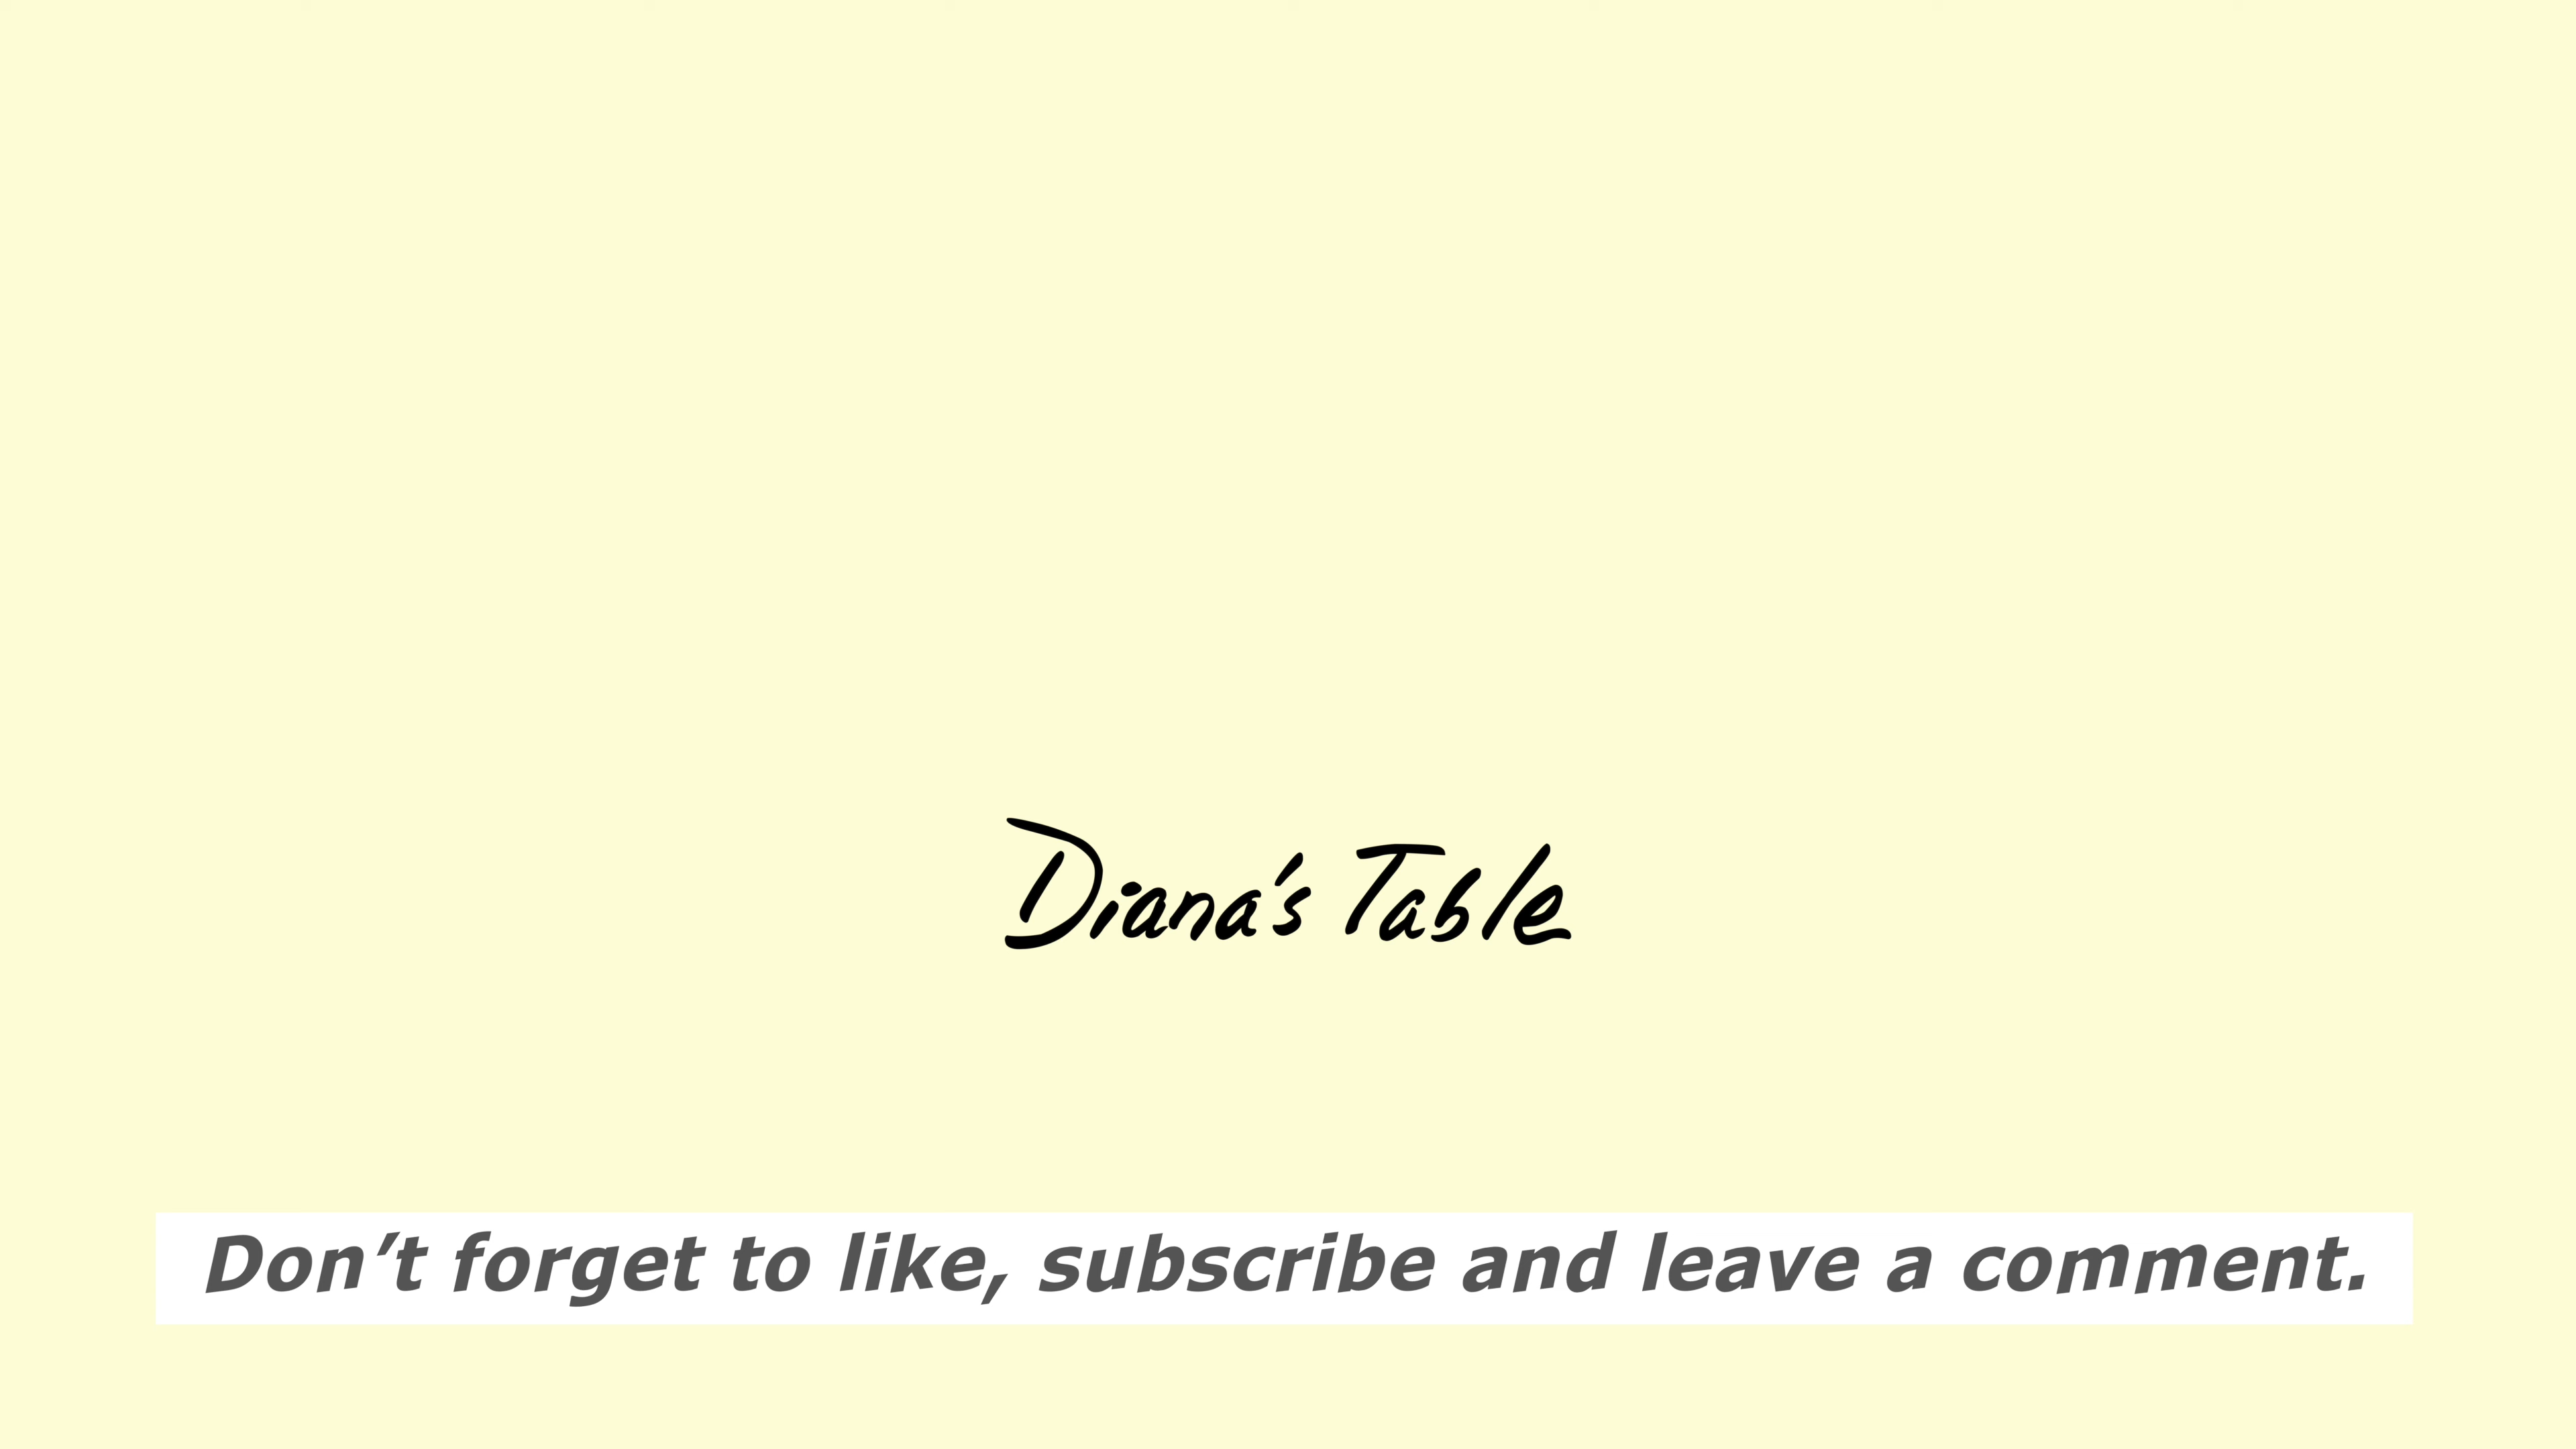 Diana's Table
Don’t forget to like, subscribe and leave a comment.